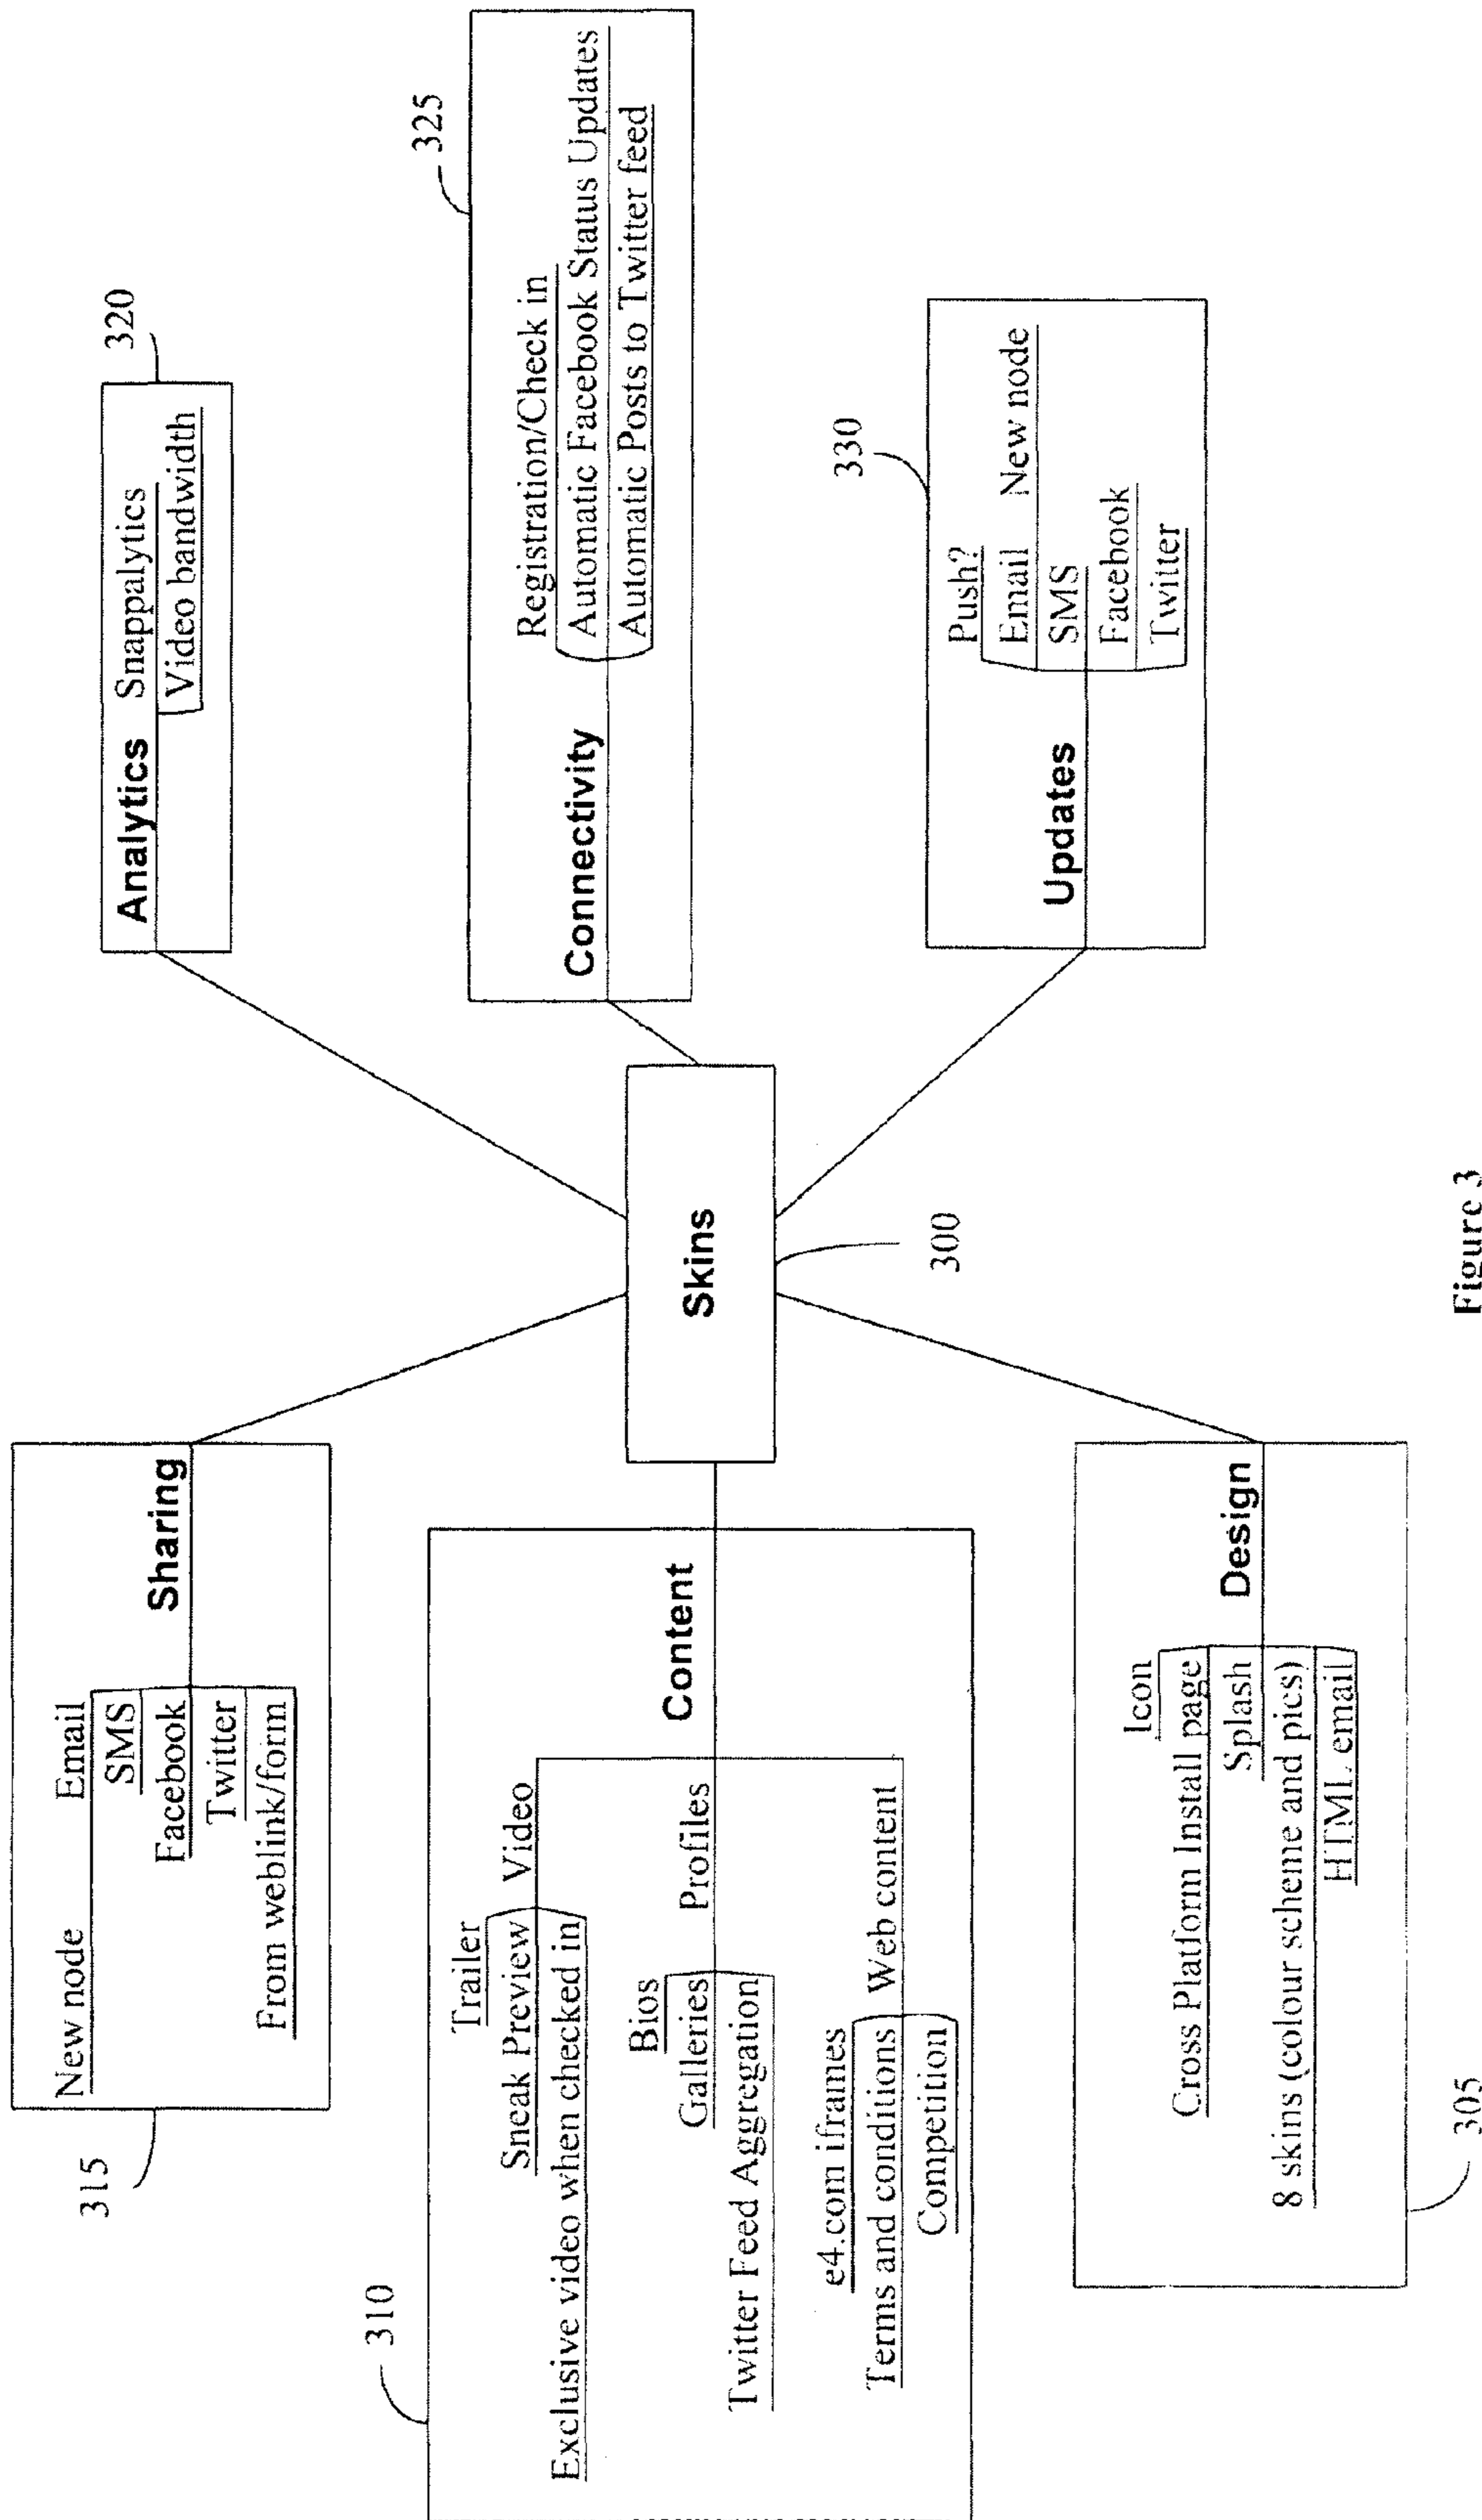 315
New node Email
SMS
Facebook
Twitter
From weblink/form
Sharing
310
Trailer
Sneak Preview Video
Exclusive video when checked in
Bios
Galleries Profiles
Twitter Feed Aggregation
e4.com iframes
Terms and conditions Web content
Competition
Content
Icon
Cross Platform Install page
Splash
8 skins (colour scheme and pics)
HTML email
Design
305
Skins
300
320
Analytics Snappalytics
Video bandwidth
325
Connectivity
Registration/Check in
Automatic Facebook Status Updates
Automatic Posts to Twitter feed
330
Updates
Push?
Email New node
SMS
Facebook
Twitter
Figure 3